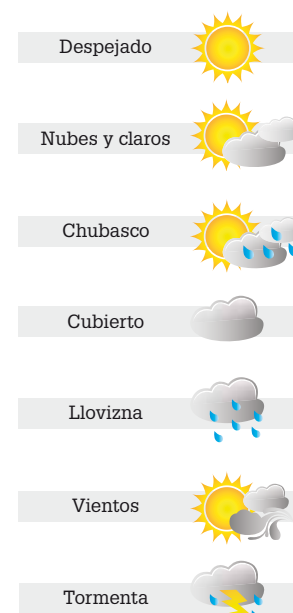 Despejado
Nubes y claros
Chubasco
Cubierto
Llovizna
Vientos
Tormenta